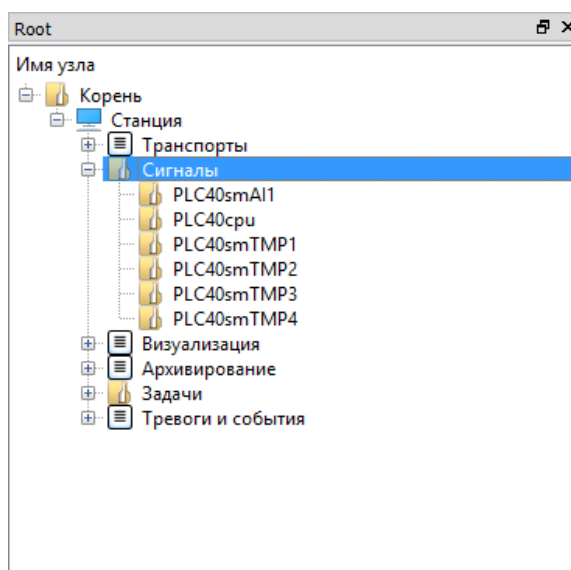 Root
Имя узла
Корень
Станция
Транспорты
Сигналы
PLC40smAI1
PLC40cpu
PLC40smTMP1
PLC40smTMP2
PLC40smTMP3
PLC40smTMP4
Визуализация
Архивирование
Задачи
Тревоги и события